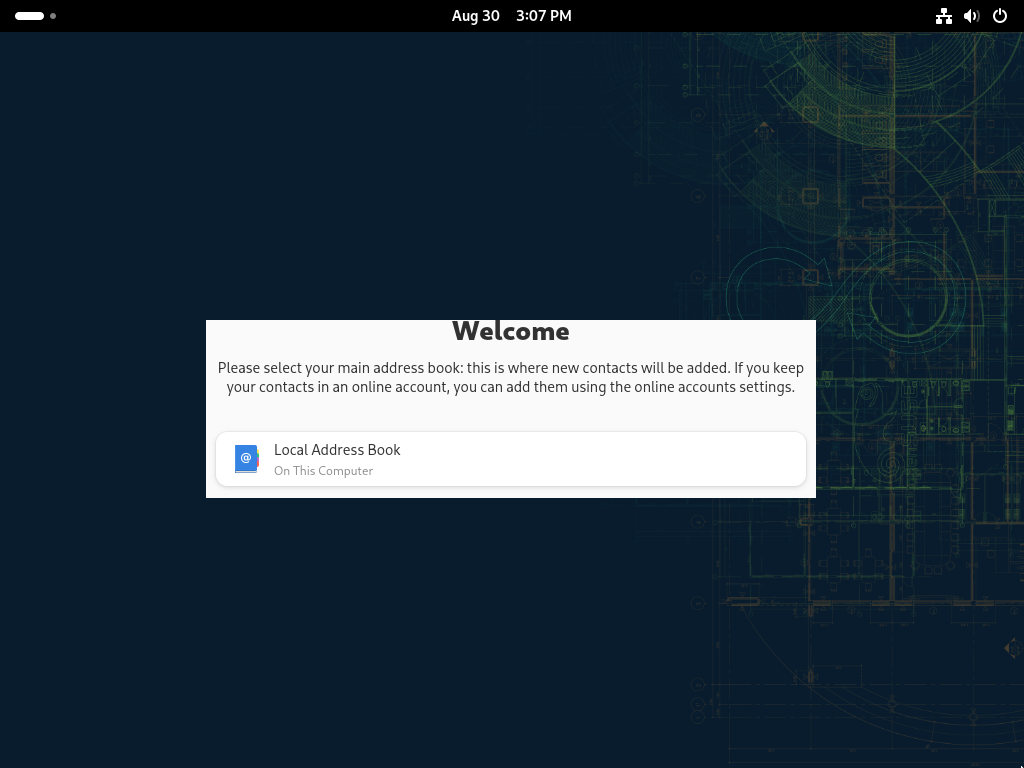 Aug 30 3:07 PM
Welcome
Please select your main address book: this is where new contacts will be added. If you keep
your contacts in an online account, you can add them using the online accounts settings.
@
Local Address Book
On This Computer